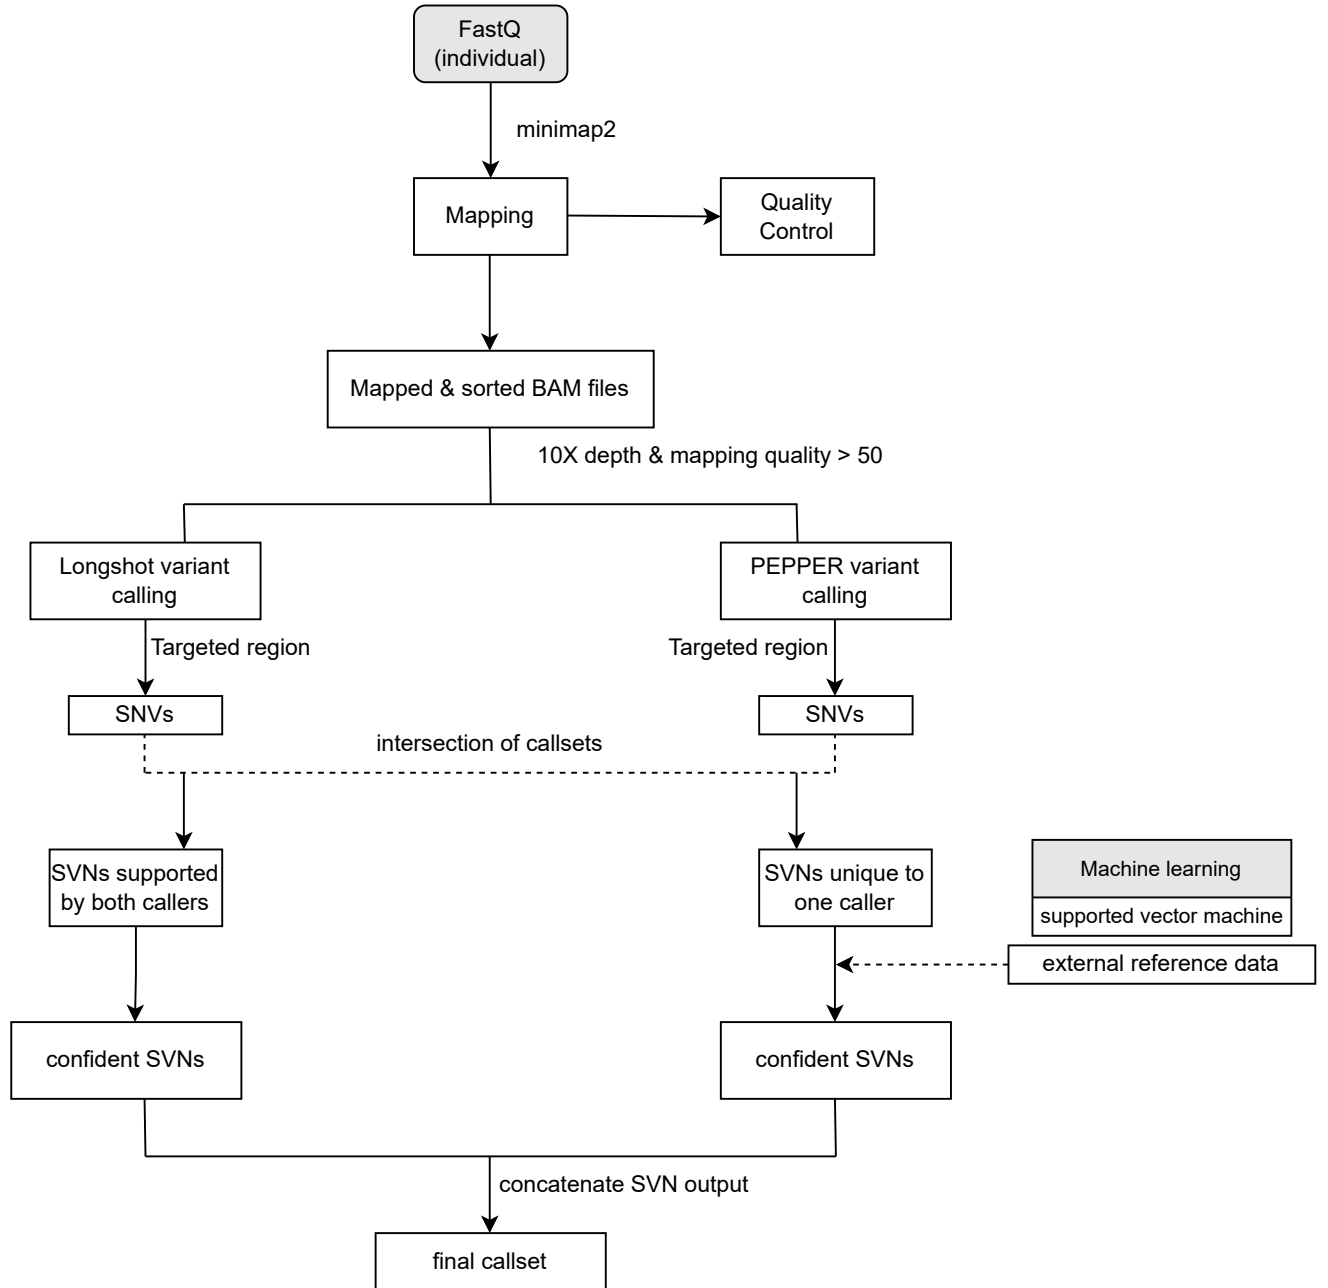 FastQ
(individual)
minimap2
Mapping
Quality
Control
Mapped & sorted BAM files
10X depth & mapping quality > 50
Longshot variant
calling
PEPPER variant
calling
Targeted region
Targeted region
SNVs
SNVs
intersection of callsets
SVNs supported
by both callers
SVNs unique to
one caller
Machine learning
supported vector machine
external reference data
confident SVNs
confident SVNs
concatenate SVN output
final callset